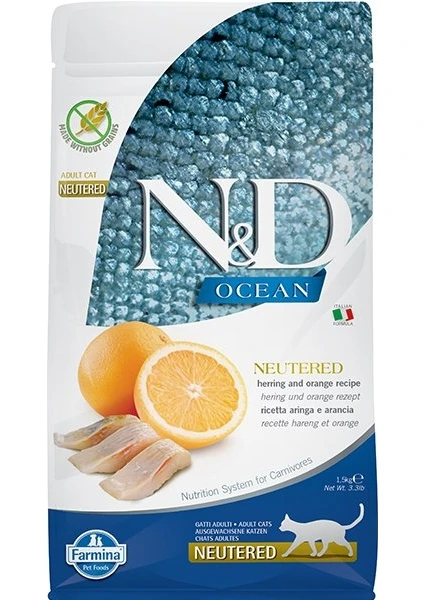 MADE WITHOUT GRAINS
ADULT CAT
NEUTERED
N&D
OCEAN
ITALIAN
FORMULA
NEUTERED
herring and orange recipe
hering und orange rezept
ricetta aringa e arancia
recette hareng et orange
Nutrition System for Carnivores
1.5kg℮
Net Wt. 3.3lb
GATTI ADULTI • ADULT CATS
AUSGEWACHSENE KATZEN
CHATS ADULTES
NEUTERED
Farmina
Pet Foods